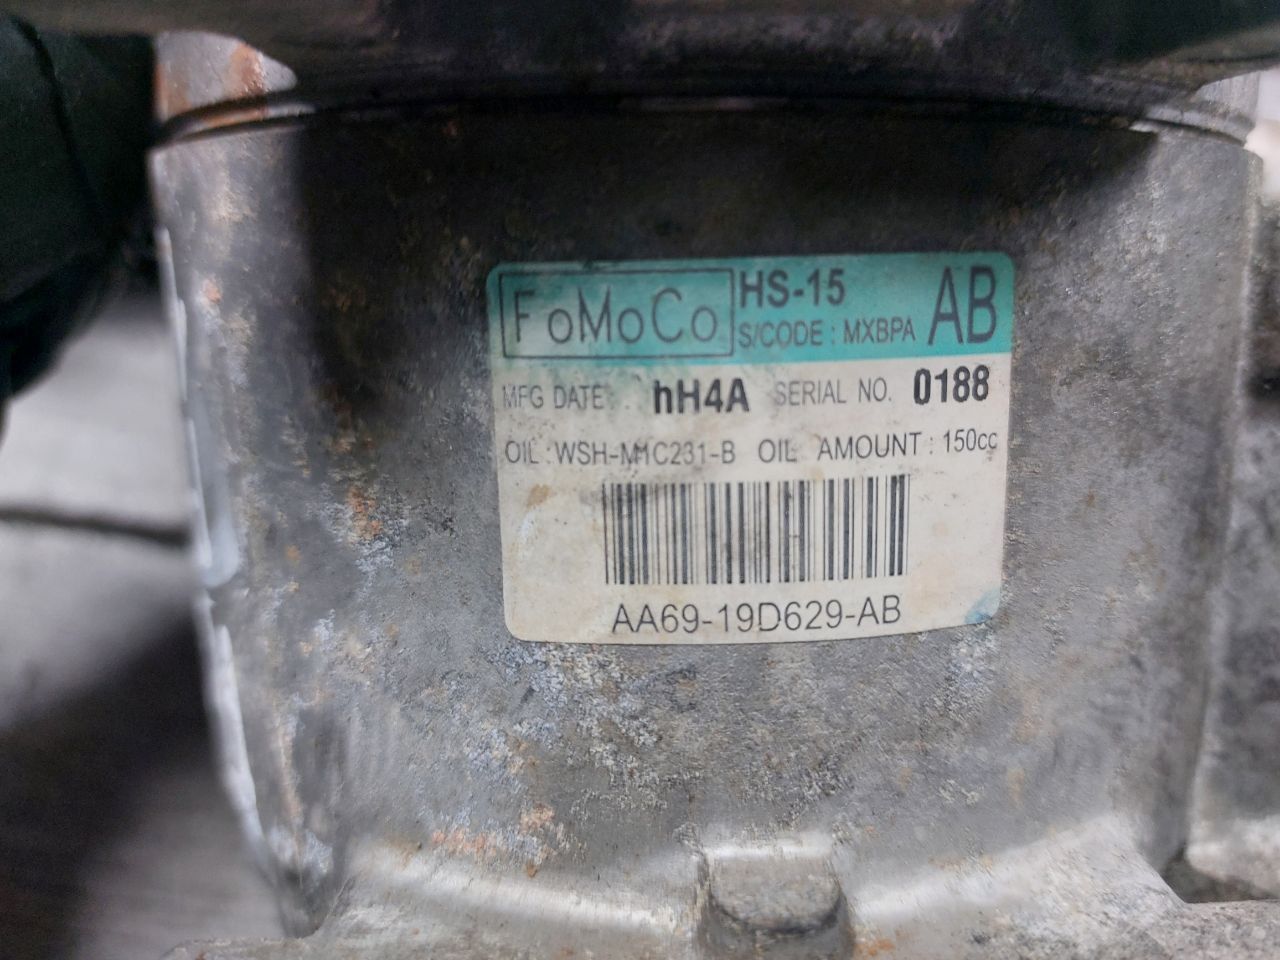 FoMoCo HS-15 AB
S/CODE : MXBPA
MFG DATE : hH4A SERIAL NO. 0188
OIL : WSH-M1C231-B OIL AMOUNT : 150cc
AA69-19D629-AB